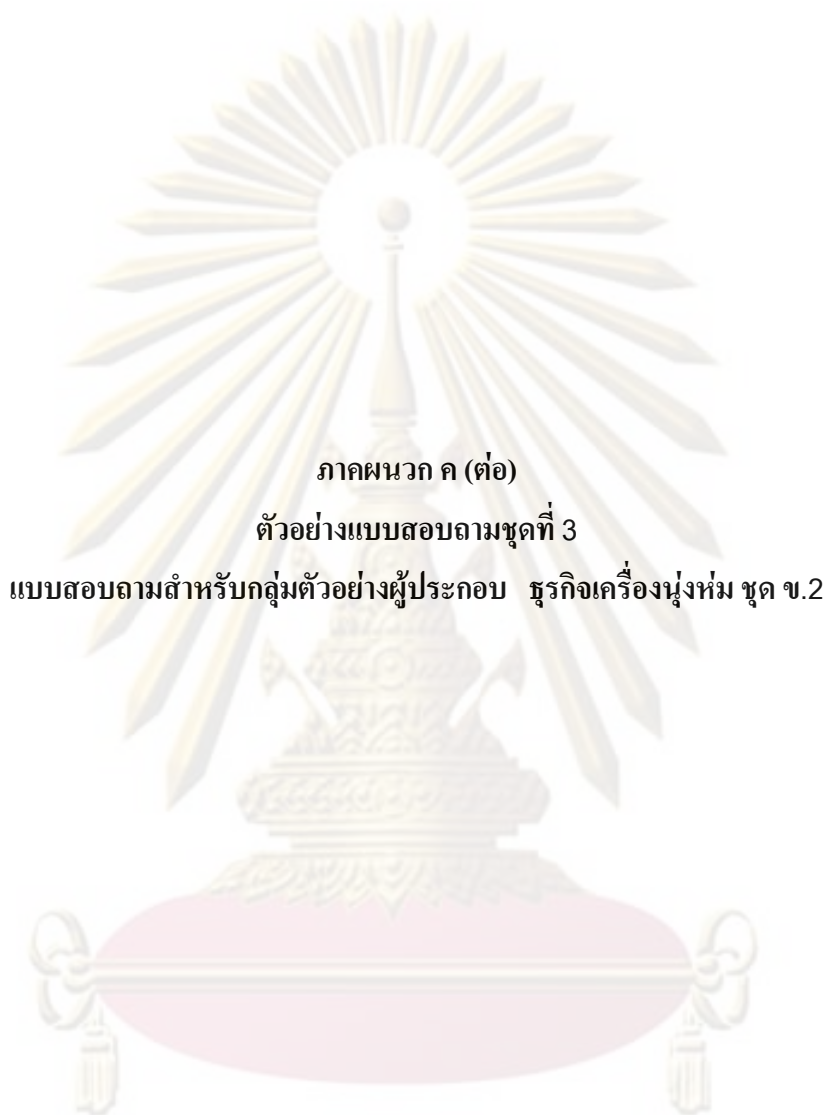 ภาคผนวก ค (ต่อ)
ตัวอย่างแบบสอบถามชุดที่ 3
แบบสอบถามสำหรับกลุ่มตัวอย่างผู้ประกอบ ธุรกิจเครื่องนุ่งห่ม ชุด ข.2